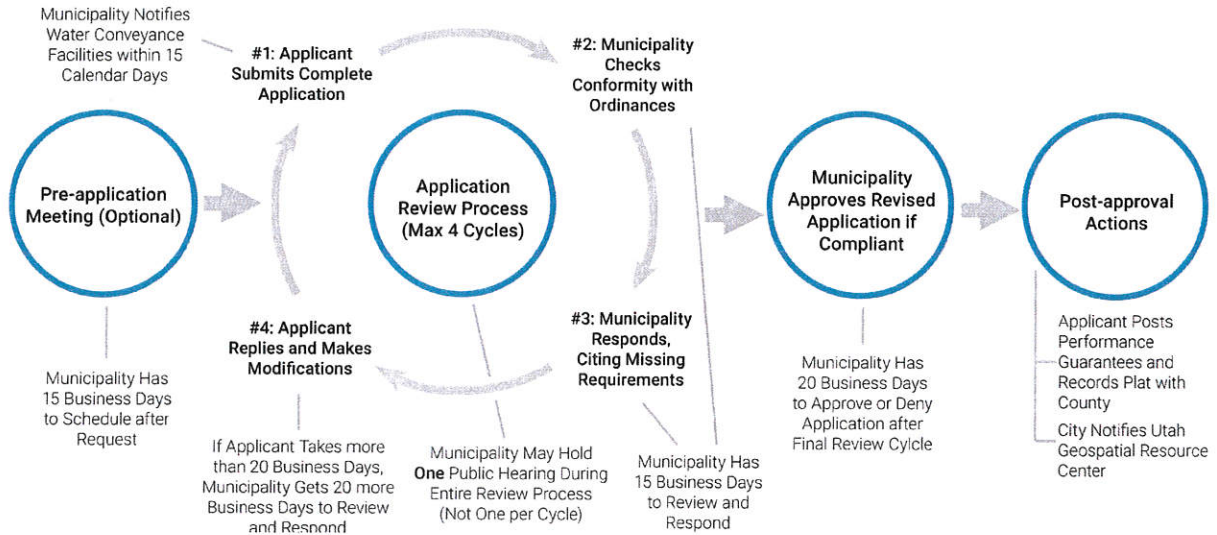 Municipality Notifies
Water Conveyance
Facilities within 15
Calendar Days
#1: Applicant
Submits Complete
Application
#2: Municipality
Checks
Conformity with
Ordinances
Pre-application
Meeting (Optional)
Application
Review Process
(Max 4 Cycles)
Municipality
Approves Revised
Application if
Compliant
Post-approval
Actions
#4: Applicant
Replies and Makes
Modifications
#3: Municipality
Responds,
Citing Missing
Requirements
Municipality Has
15 Business Days
to Schedule after
Request
If Applicant Takes more
than 20 Business Days,
Municipality Gets 20 more
Business Days to Review
and Respond
Municipality May Hold
One Public Hearing During
Entire Review Process
(Not One per Cycle)
Municipality Has
15 Business Days
to Review and
Respond
Municipality Has
20 Business Days
to Approve or Deny
Application after
Final Review Cylcle
Applicant Posts
Performance
Guarantees and
Records Plat with
County
City Notifies Utah
Geospatial Resource
Center